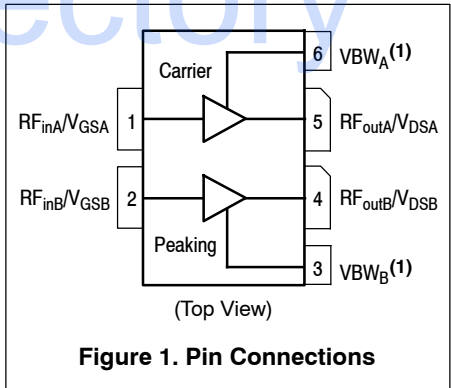 Carrier
6 VBWA(1)
RFinA/VGSA 1
5 RFoutA/VDSA
RFinB/VGSB 2
4 RFoutB/VDSB
Peaking
3 VBWB(1)
(Top View)
Figure 1. Pin Connections